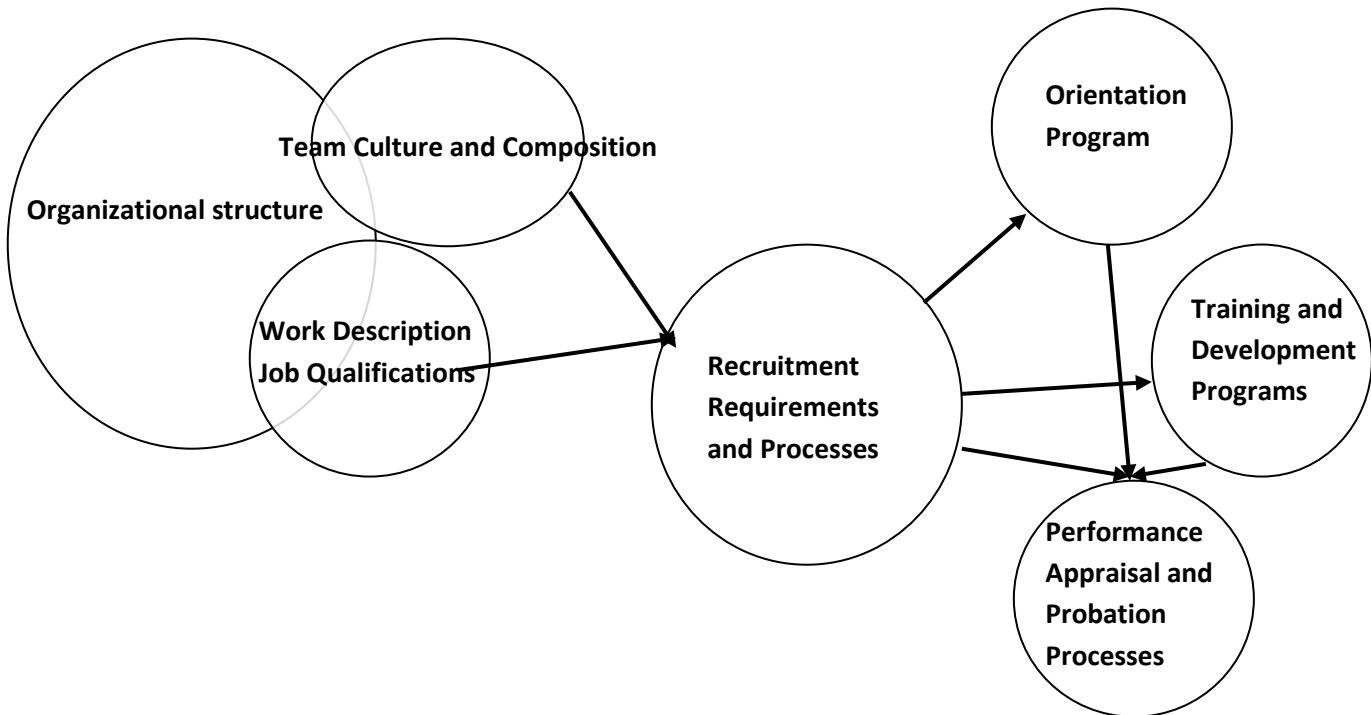 Team Culture and Composition
Organizational structure
Work Description
Job Qualifications
Recruitment
Requirements
and Processes
Orientation
Program
Training and
Development
Programs
Performance
Appraisal and
Probation
Processes